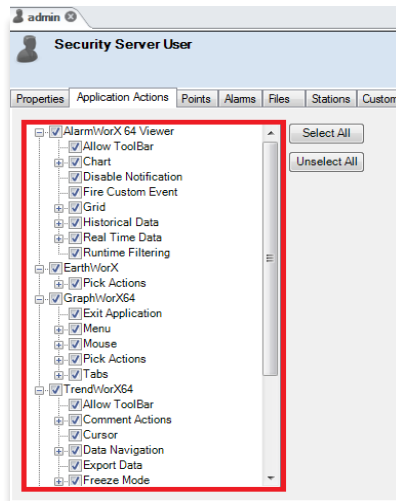 admin
Security Server User
Properties Application Actions Points Alarms Files Stations Custom
AlarmWorX 64 Viewer
Select All
Allow ToolBar
Chart
Unselect All
Disable Notification
Fire Custom Event
Grid
Historical Data
Real Time Data
Runtime Filtering
EarthWorX
Pick Actions
GraphWorX64
Exit Application
Menu
Mouse
Pick Actions
Tabs
TrendWorX64
Allow ToolBar
Comment Actions
Cursor
Data Navigation
Export Data
Freeze Mode